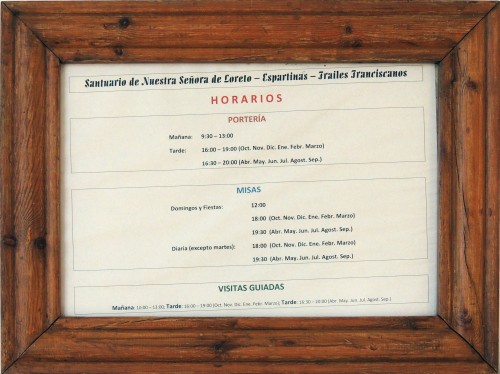 Santuario de Nuestra Señora de Loreto – Espartinas – Frailes Franciscanos
HORARIOS
PORTERÍA
Mañana: 9:30 – 13:00
Tarde: 16:00 – 19:00 (Oct. Nov. Dic. Ene. Febr. Marzo)
16:30 – 20:00 (Abr. May. Jun. Jul. Agost. Sep.)
MISAS
Domingos y Fiestas: 12:00
18:00 (Oct. Nov. Dic. Ene. Febr. Marzo)
19:30 (Abr. May. Jun. Jul. Agost. Sep.)
Diaria (excepto martes): 18:00 (Oct. Nov. Dic. Ene. Febr. Marzo)
19:30 (Abr. May. Jun. Jul. Agost. Sep.)
VISITAS GUIADAS
Mañana: 10:00 – 13:00; Tarde: 16:00 – 19:00 (Oct. Nov. Dic. Ene. Febr. Marzo); Tarde: 16:30 – 20:00 (Abr. May. Jun. Jul. Agost. Sep.)